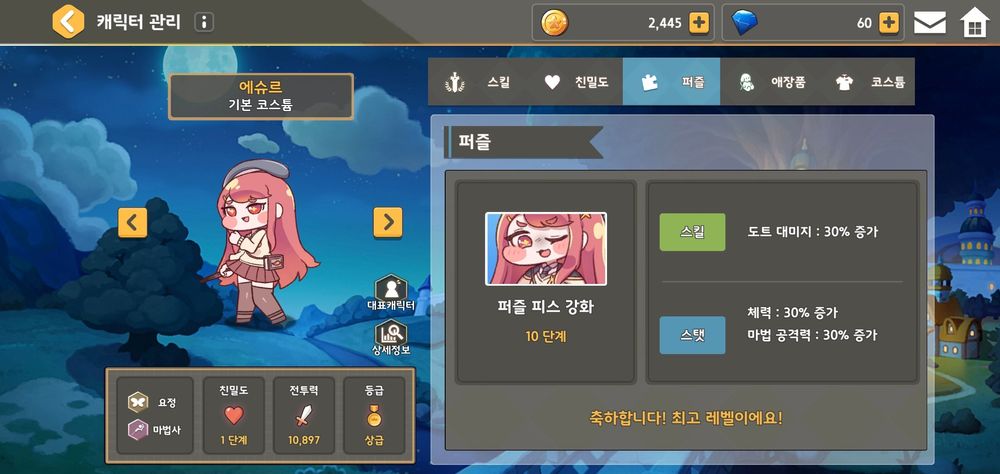 캐릭터 관리
2,445
60
에슈르
기본 코스튬
스킬
친밀도
퍼즐
애장품
코스튬
퍼즐
퍼즐 피스 강화
10 단계
스킬
도트 대미지 : 30% 증가
스탯
체력 : 30% 증가
마법 공격력 : 30% 증가
축하합니다! 최고 레벨이에요!
대표캐릭터
상세정보
요정
마법사
친밀도
1 단계
전투력
10,897
등급
상급